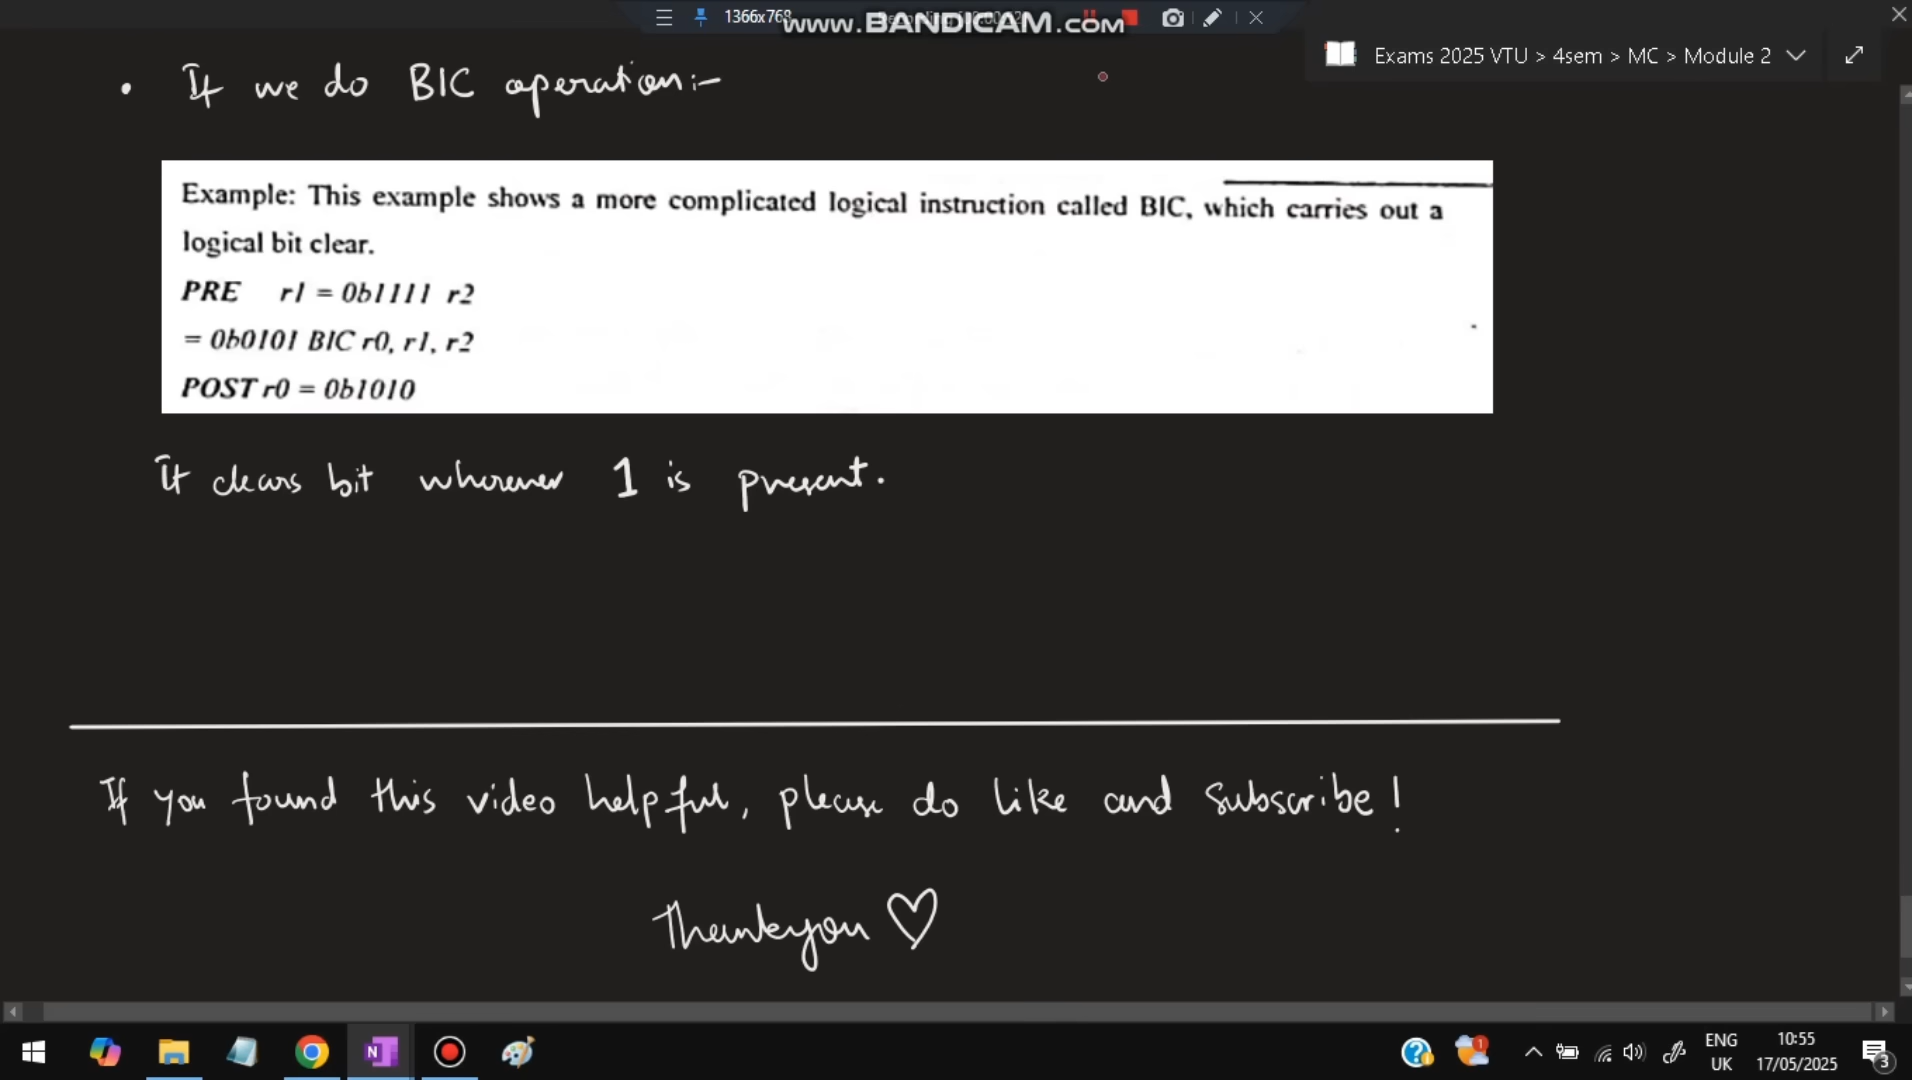 1366x768
www.BANDICAM.com
Exams 2025 VTU > 4sem > MC > Module 2
• If we do BIC operation:-
Example: This example shows a more complicated logical instruction called BIC, which carries out a
logical bit clear.
PRE r1 = 0b1111 r2
= 0b0101 BIC r0, r1, r2
POST r0 = 0b1010
It clears bit wherever 1 is present.
If you found this video helpful, please do like and subscribe!
Thankyou ♡
ENG
UK
10:55
17/05/2025
3
1